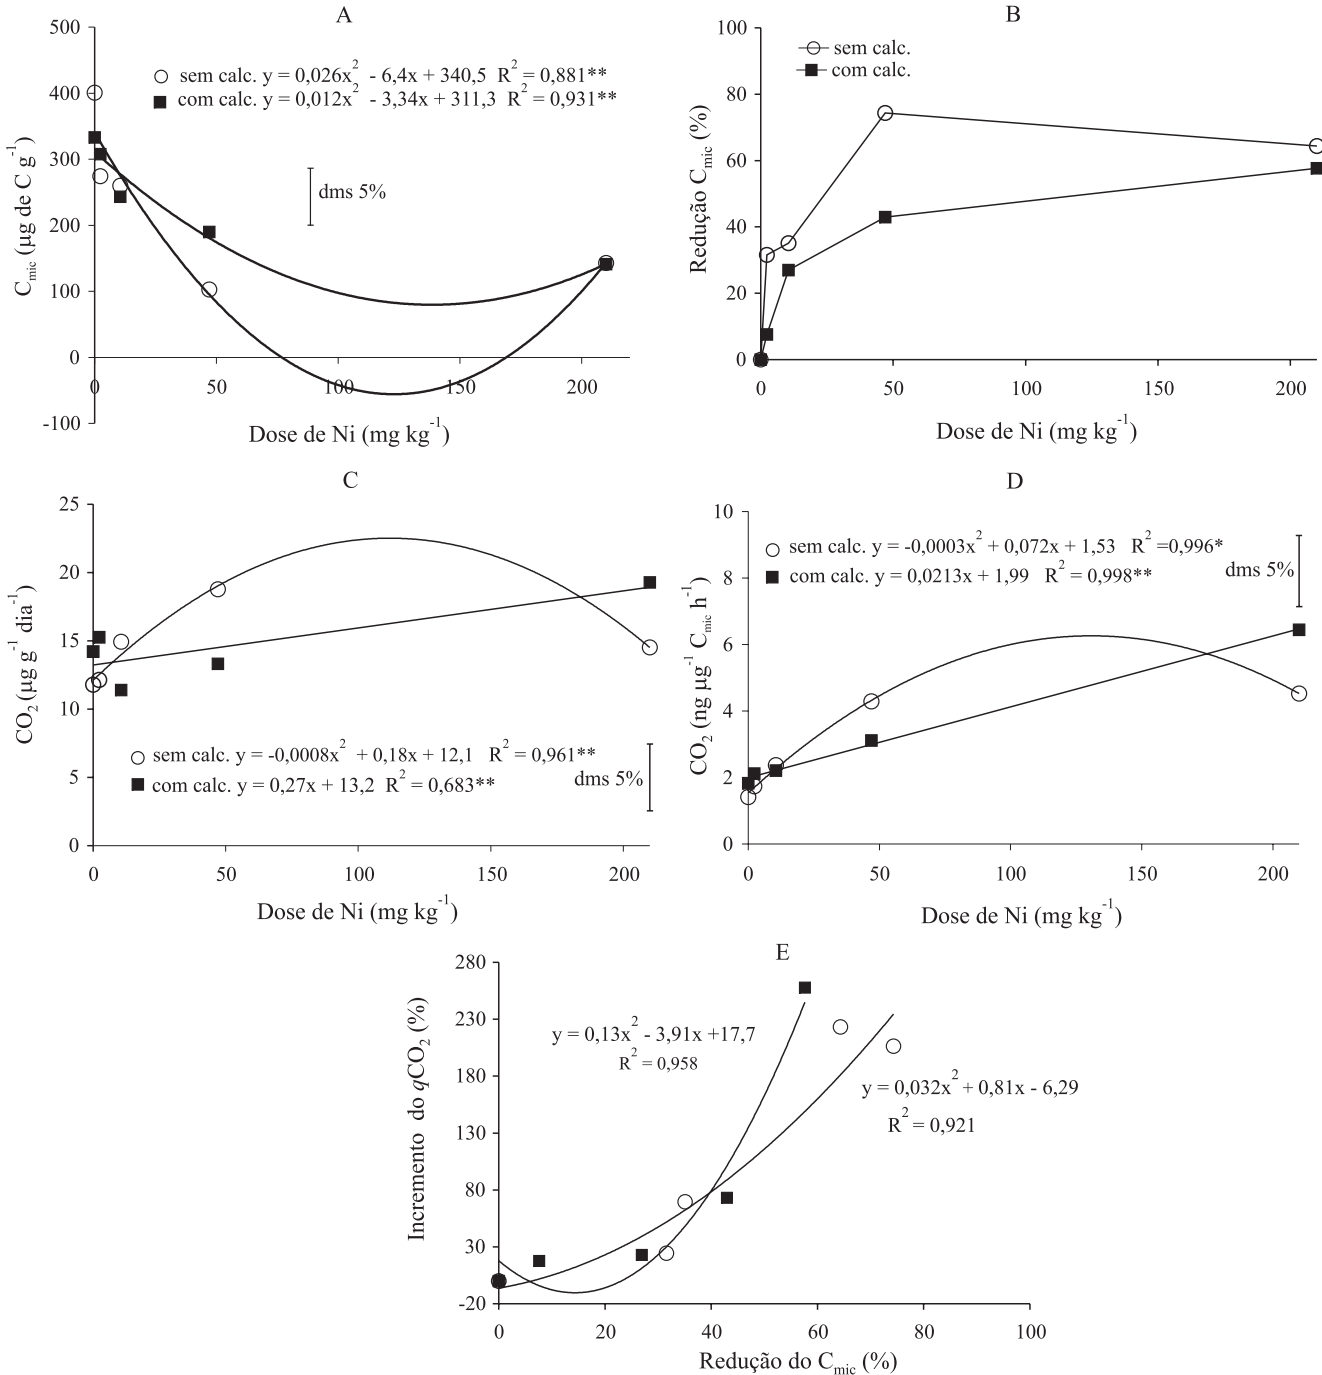 A
500
400
300
200
100
0
-100
C_mic (µg de C g^-1)
sem calc. y = 0,026x^2 - 6,4x + 340,5 R^2 = 0,881**
com calc. y = 0,012x^2 - 3,34x + 311,3 R^2 = 0,931**
dms 5%
0 50 100 150 200
Dose de Ni (mg kg^-1)
B
100
80
60
40
20
0
Redução C_mic (%)
sem calc.
com calc.
0 50 100 150 200
Dose de Ni (mg kg^-1)
C
25
20
15
10
5
0
CO_2 (µg g^-1 dia^-1)
sem calc. y = -0,0008x^2 + 0,18x + 12,1 R^2 = 0,961**
com calc. y = 0,27x + 13,2 R^2 = 0,683**
dms 5%
0 50 100 150 200
Dose de Ni (mg kg^-1)
D
10
8
6
4
2
0
CO_2 (ng µg^-1 C_mic h^-1)
sem calc. y = -0,0003x^2 + 0,072x + 1,53 R^2 =0,996*
com calc. y = 0,0213x + 1,99 R^2 = 0,998**
dms 5%
0 50 100 150 200
Dose de Ni (mg kg^-1)
E
280
230
180
130
80
30
-20
Incremento do qCO_2 (%)
y = 0,13x^2 - 3,91x +17,7
R^2 = 0,958
y = 0,032x^2 + 0,81x - 6,29
R^2 = 0,921
0 20 40 60 80 100
Redução do C_mic (%)